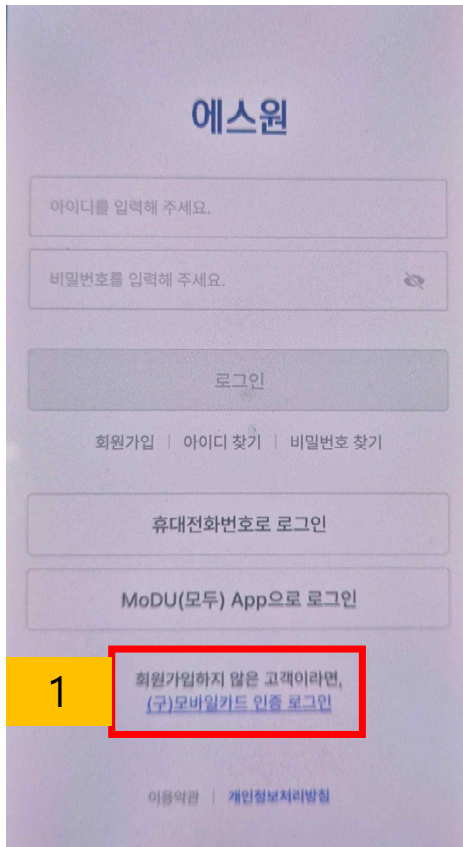 에스원
아이디를 입력해 주세요.
비밀번호를 입력해 주세요.
로그인
회원가입 | 아이디 찾기 | 비밀번호 찾기
휴대전화번호로 로그인
MoDU(모두) App으로 로그인
1
회원가입하지 않은 고객이라면,
(구)모바일카드 인증 로그인
이용약관 | 개인정보처리방침